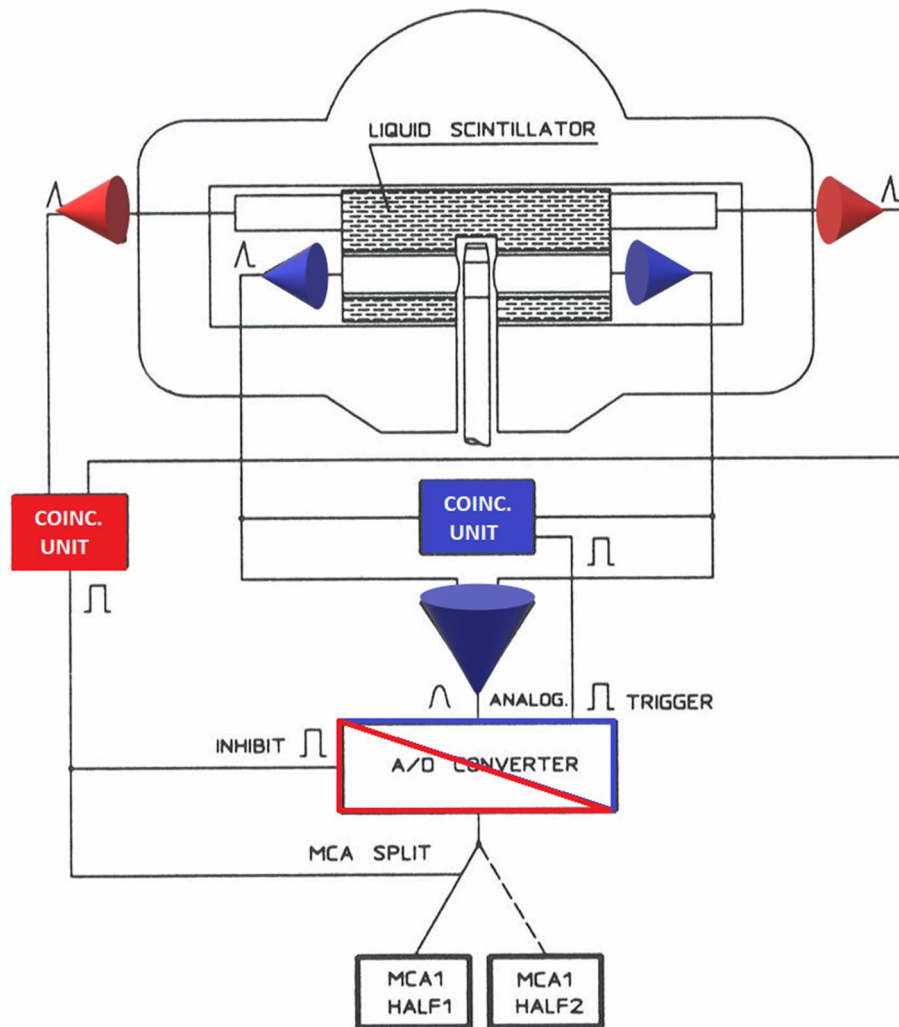 LIQUID SCINTILLATOR
COINC.
UNIT
COINC.
UNIT
ANALOG.
TRIGGER
INHIBIT
A/D CONVERTER
MCA SPLIT
MCA1
HALF1
MCA1
HALF2